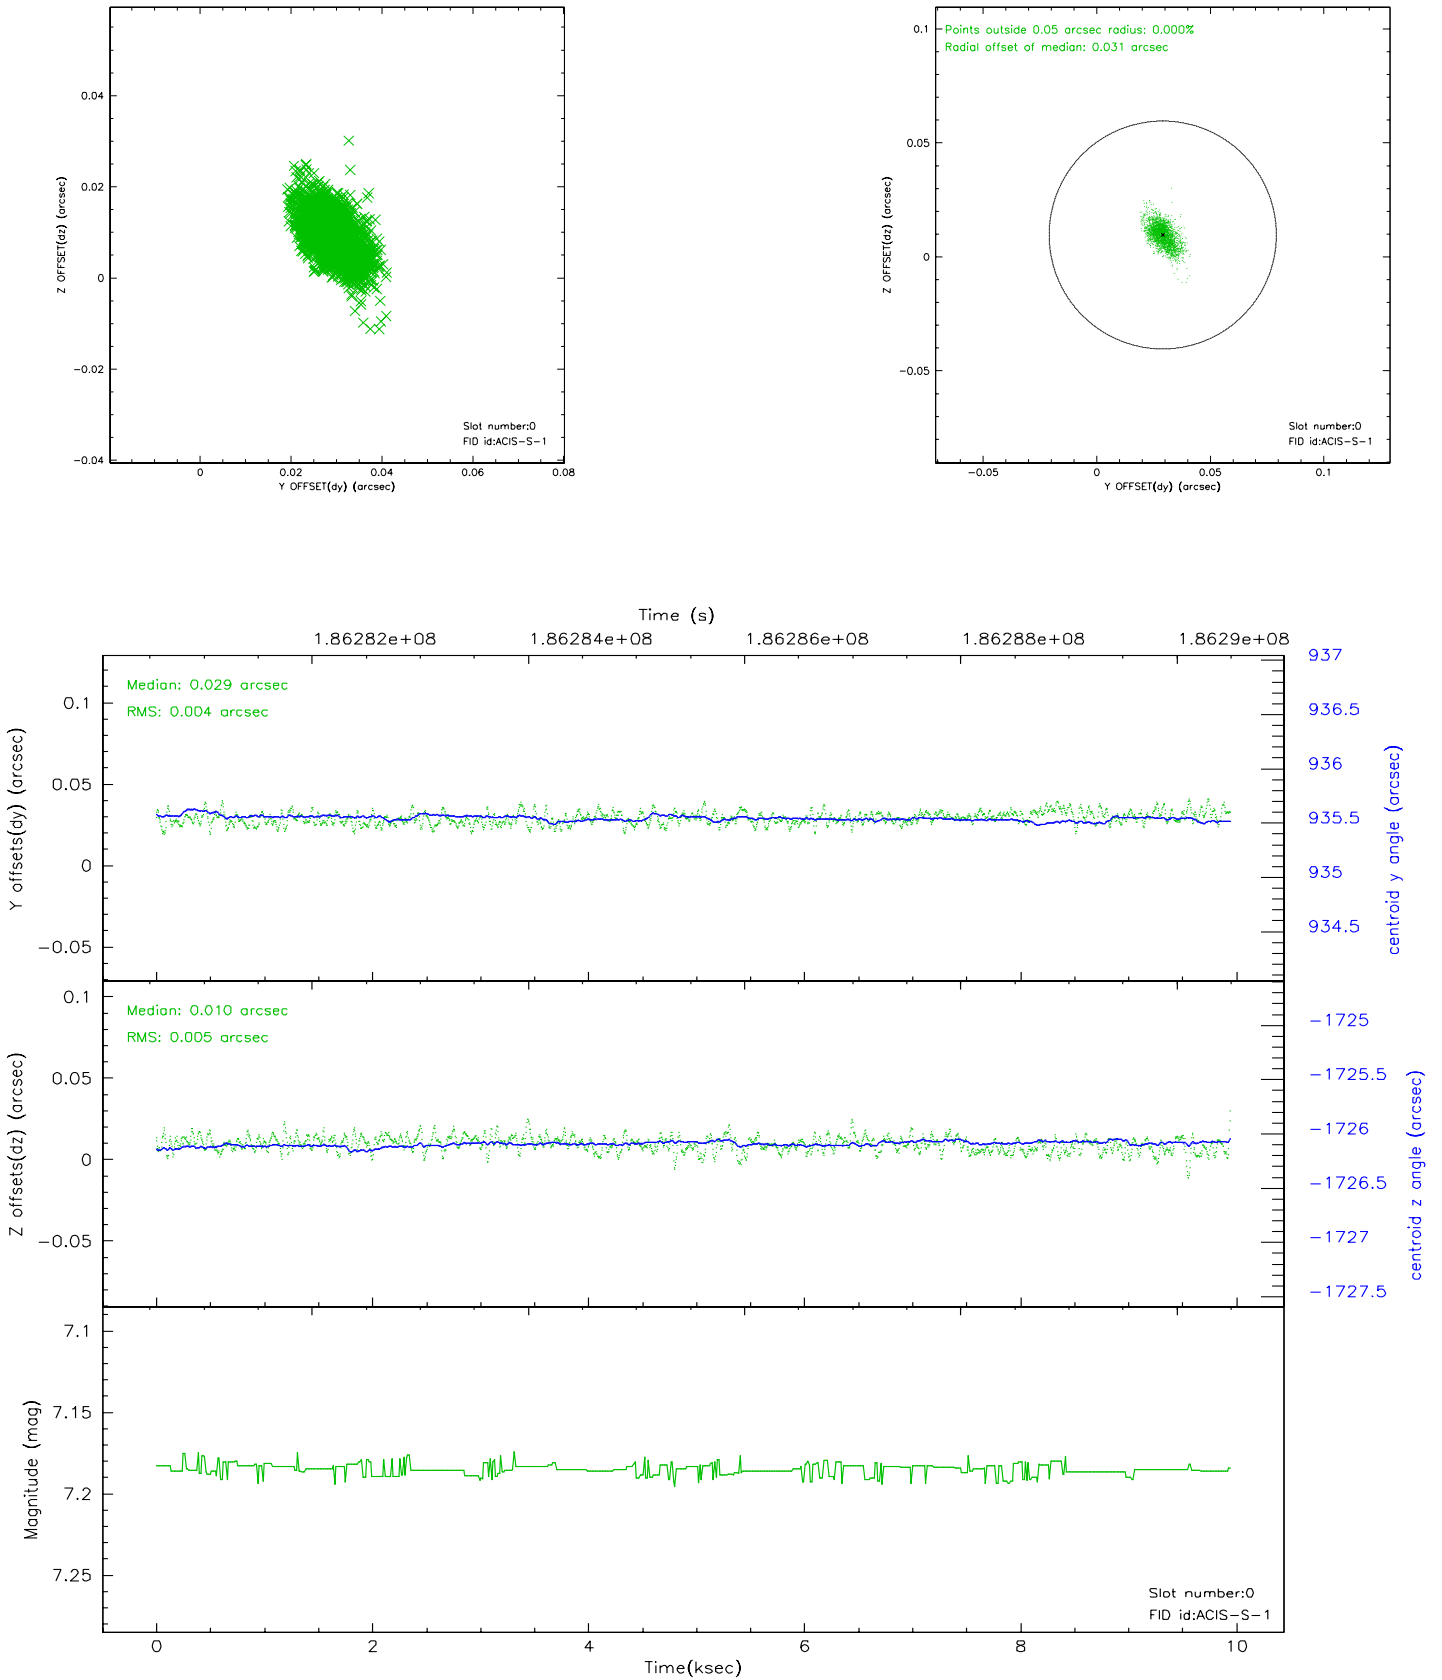 0.04
0.02
0
−0.02
−0.04
Z OFFSET(dz) (arcsec)
Slot number:0
FID id:ACIS−S−1
0 0.02 0.04 0.06 0.08
Y OFFSET(dy) (arcsec)
Points outside 0.05 arcsec radius: 0.000%
Radial offset of median: 0.031 arcsec
0.1
0.05
0
−0.05
Z OFFSET(dz) (arcsec)
Slot number:0
FID id:ACIS−S−1
−0.05 0 0.05 0.1
Y OFFSET(dy) (arcsec)
Time (s)
1.86282e+08 1.86284e+08 1.86286e+08 1.86288e+08 1.8629e+08
Median: 0.029 arcsec
RMS: 0.004 arcsec
0.1
0.05
0
−0.05
Y offsets(dy) (arcsec)
937
936.5
936
935.5
935
934.5
centroid y angle (arcsec)
Median: 0.010 arcsec
RMS: 0.005 arcsec
0.1
0.05
0
−0.05
Z offsets(dz) (arcsec)
−1725
−1725.5
−1726
−1726.5
−1727
−1727.5
centroid z angle (arcsec)
7.1
7.15
7.2
7.25
Magnitude (mag)
Slot number:0
FID id:ACIS−S−1
0 2 4 6 8 10
Time(ksec)